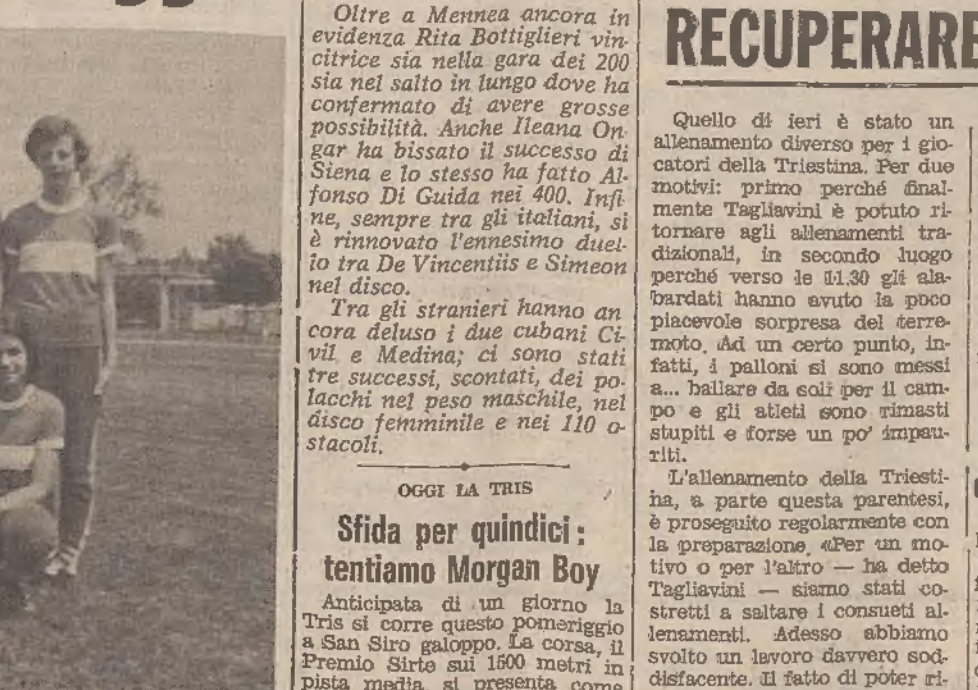 Oltre a Mennea ancora in
evidenza Rita Bottiglieri vin-
citrice sia nella gara dei 200
sia nel salto in lungo dove ha
confermato di avere grosse
possibilità. Anche Ileana On-
gar ha bissato il successo di
Siena e lo stesso ha fatto Al-
fonso Di Guida nei 400. Infi-
ne, sempre tra gli italiani, si
è rinnovato l'ennesimo duel-
lo tra De Vincentiis e Simeon
nel disco.
Tra gli stranieri hanno an
cora deluso i due cubani Ci-
vil e Medina; ci sono stati
tre successi, scontati, dei po-
lacchi nel peso maschile, nel
disco femminile e nei 110 o-
stacoli.
OGGI LA TRIS
Sfida per quindici:
tentiamo Morgan Boy
Anticipata di un giorno la
Tris si corre questo pomeriggio
a San Siro galoppo. La corsa, il
Premio Sirte sui 1500 metri in
pista media si presenta come
RECUPERARE
Quello di ieri è stato un
allenamento diverso per i gio-
catori della Triestina. Per due
motivi: primo perché final-
mente Tagliavini è potuto ri-
tornare agli allenamenti tra-
dizionali, in secondo luogo
perché verso le 11.30 gli ala-
bardati hanno avuto la poco
piacevole sorpresa del terre-
moto. Ad un certo punto, in-
fatti, i palloni si sono messi
a... ballare da soli per il cam-
po e gli atleti sono rimasti
stupiti e forse un po' impau-
riti.
L'allenamento della Triesti-
na, a parte questa parentesi,
è proseguito regolarmente con
la preparazione. «Per un mo-
tivo o per l'altro — ha detto
Tagliavini — siamo stati co-
stretti a saltare i consueti al-
lenamenti. Adesso abbiamo
svolto un lavoro davvero sod-
disfacente. Il fatto di poter ri-